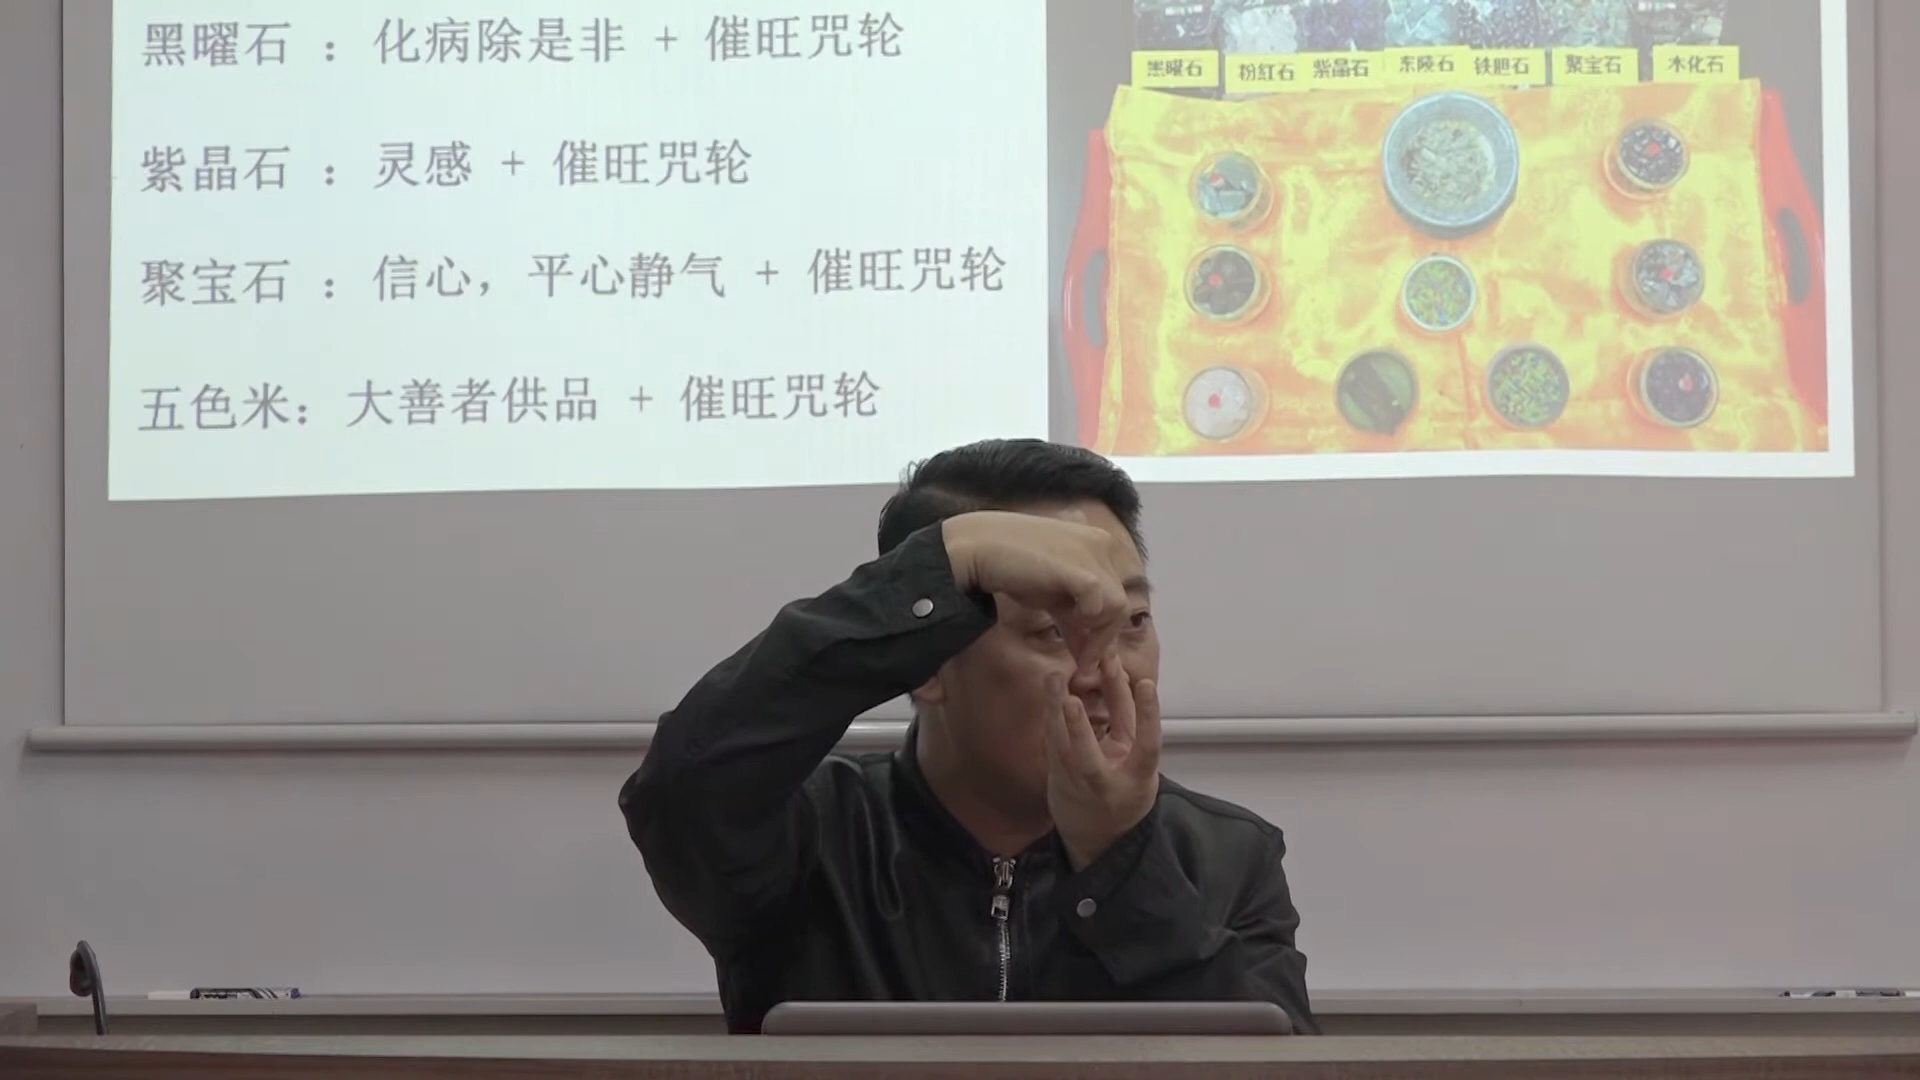 黑曜石 ：化病除是非 + 催旺咒轮
紫晶石 ：灵感 + 催旺咒轮
聚宝石 ：信心，平心静气 + 催旺咒轮
五色米：大善者供品 + 催旺咒轮
黑曜石 粉紅石 紫晶石 东陵石 铁胆石 聚宝石 木化石